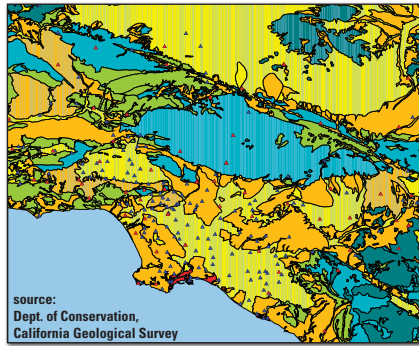 source:
Dept. of Conservation,
California Geological Survey